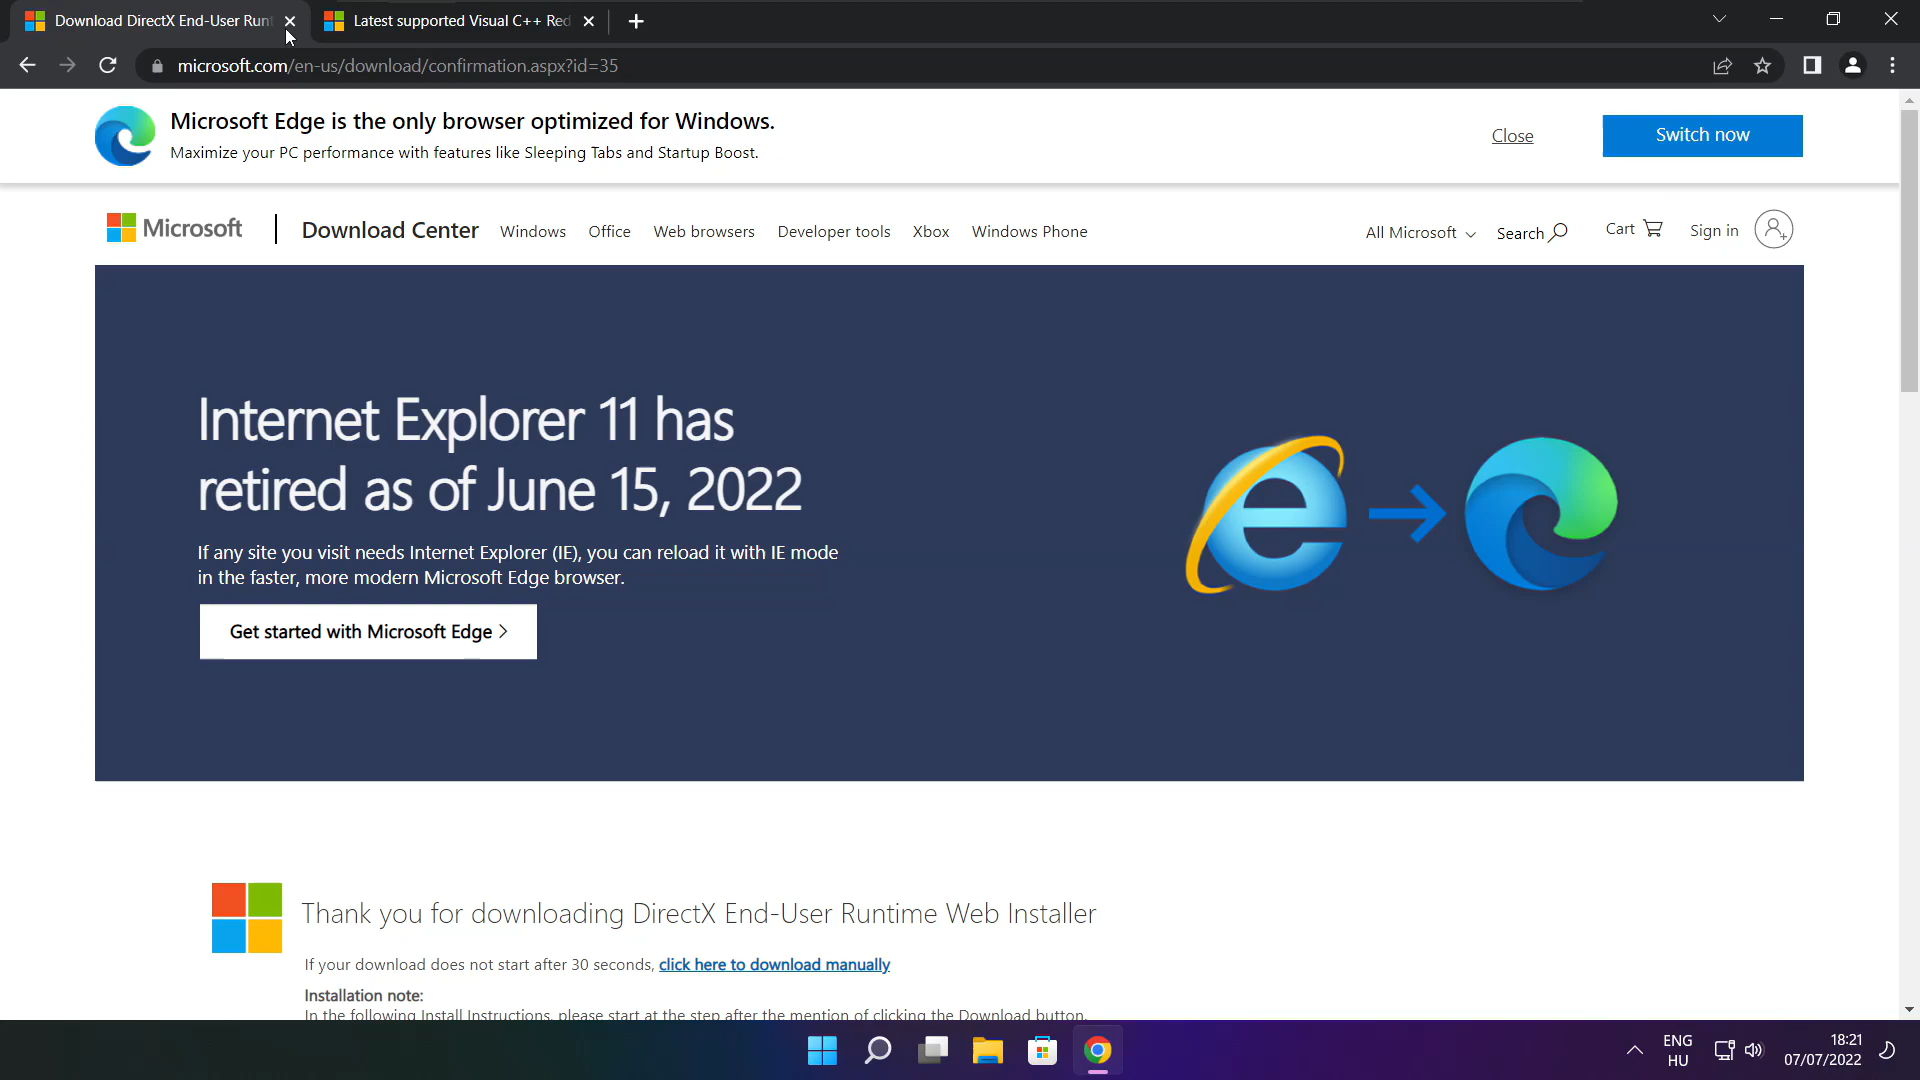 Download DirectX End-User Runt
Latest supported Visual C++ Red
microsoft.com/en-us/download/confirmation.aspx?id=35
Microsoft Edge is the only browser optimized for Windows.
Maximize your PC performance with features like Sleeping Tabs and Startup Boost.
Close
Switch now
Microsoft
Download Center
Windows
Office
Web browsers
Developer tools
Xbox
Windows Phone
All Microsoft
Search
Cart
Sign in
Internet Explorer 11 has
retired as of June 15, 2022
If any site you visit needs Internet Explorer (IE), you can reload it with IE mode
in the faster, more modern Microsoft Edge browser.
Get started with Microsoft Edge >
Thank you for downloading DirectX End-User Runtime Web Installer
If your download does not start after 30 seconds, click here to download manually
Installation note:
In the following Install Instructions, please start at the step after the mention of clicking the Download button.
ENG
HU
18:21
07/07/2022